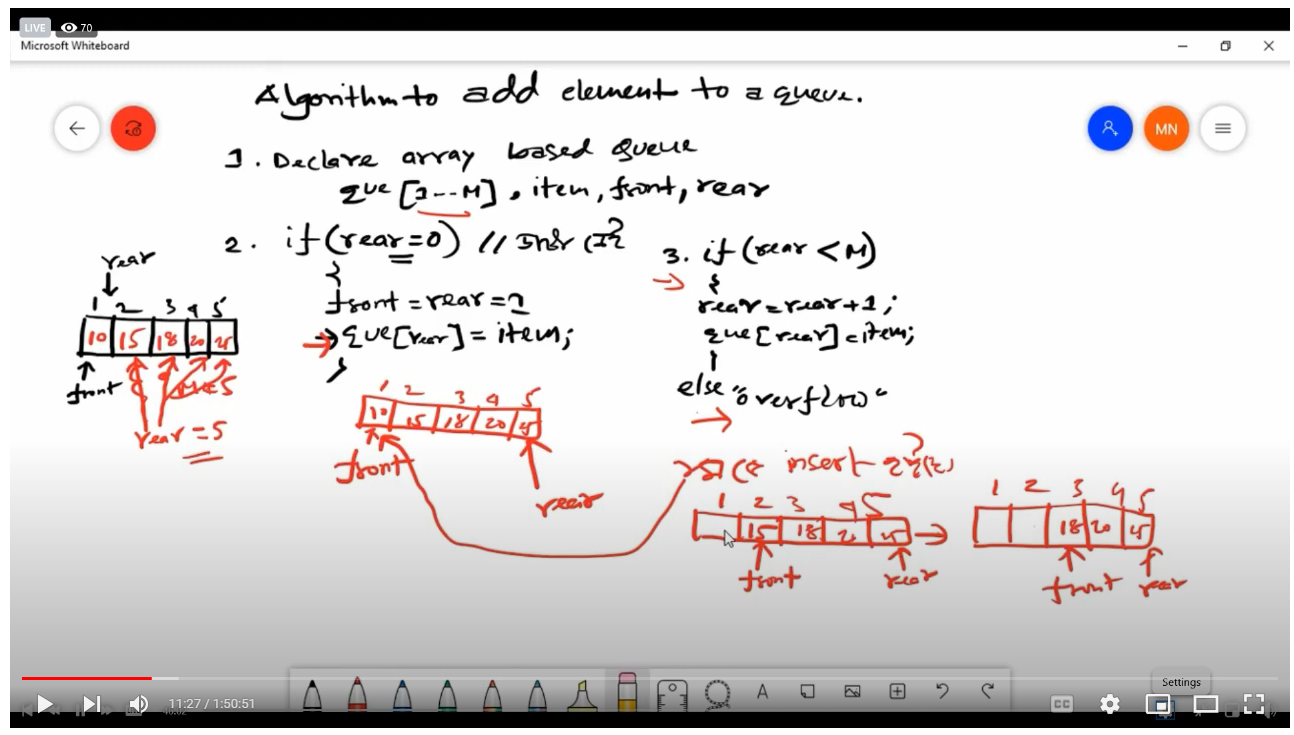 LIVE 70
Microsoft Whiteboard
Algorithm to add element to a queue.
MN
1. Declare array based Queue
que [1---M], item, front, rear
2. if (rear = 0) //
{
front = rear = 1
que[rear] = item;
}
3. if (rear < M)
{
rear = rear + 1;
que [rear] = item;
}
else "overflow"
rear
1 2 3 4 5
10 15 18 20 25
front
M = 5
rear = 5
1 2 3 4 5
10 15 18 20 25
front
rear
insert
1 2 3 4 5
15 18 20 25
front rear
1 2 3 4 5
18 20 25
front rear
Settings
11:27 / 1:50:51
CC